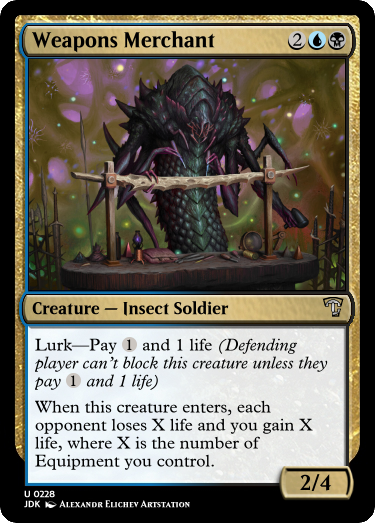 Weapons Merchant 2
Creature — Insect Soldier
Lurk—Pay 1 and 1 life (Defending
player can't block this creature unless they
pay 1 and 1 life)
When this creature enters, each
opponent loses X life and you gain X
life, where X is the number of
Equipment you control.
2/4
U 0228
JDK Alexandr Elichev Artstation